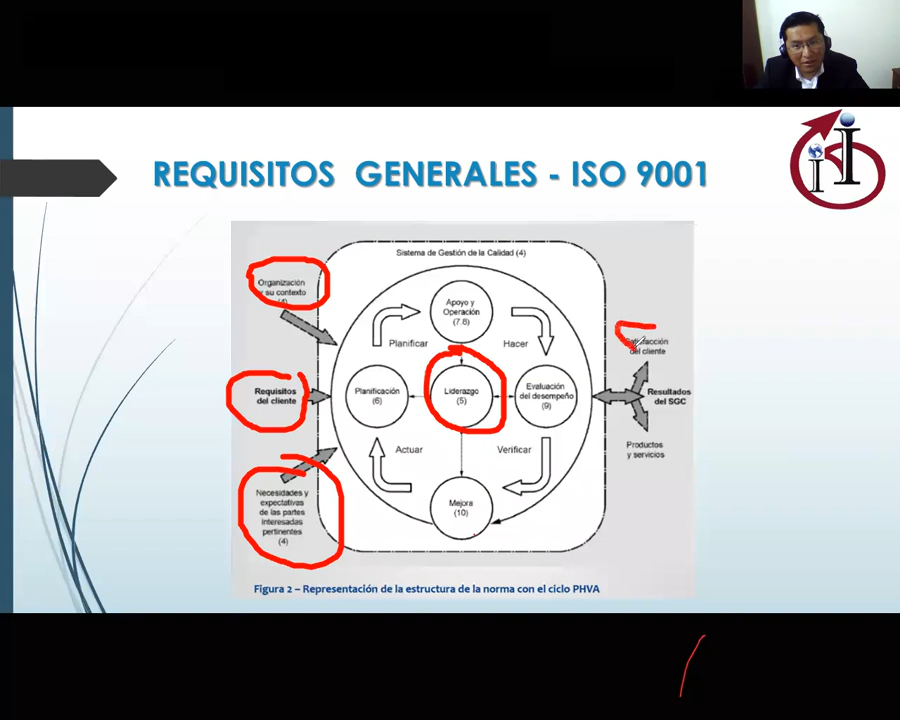 REQUISITOS GENERALES - ISO 9001
Sistema de Gestión de la Calidad (4)
Organización
y su contexto
(4)
Apoyo y
Operación
(7,8)
Planificar
Hacer
Satisfacción
del cliente
Requisitos
del cliente
Planificación
(6)
Liderazgo
(5)
Evaluación
del desempeño
(9)
Resultados
del SGC
Actuar
Verificar
Productos
y servicios
Necesidades y
expectativas
de las partes
interesadas
pertinentes
(4)
Mejora
(10)
Figura 2 – Representación de la estructura de la norma con el ciclo PHVA